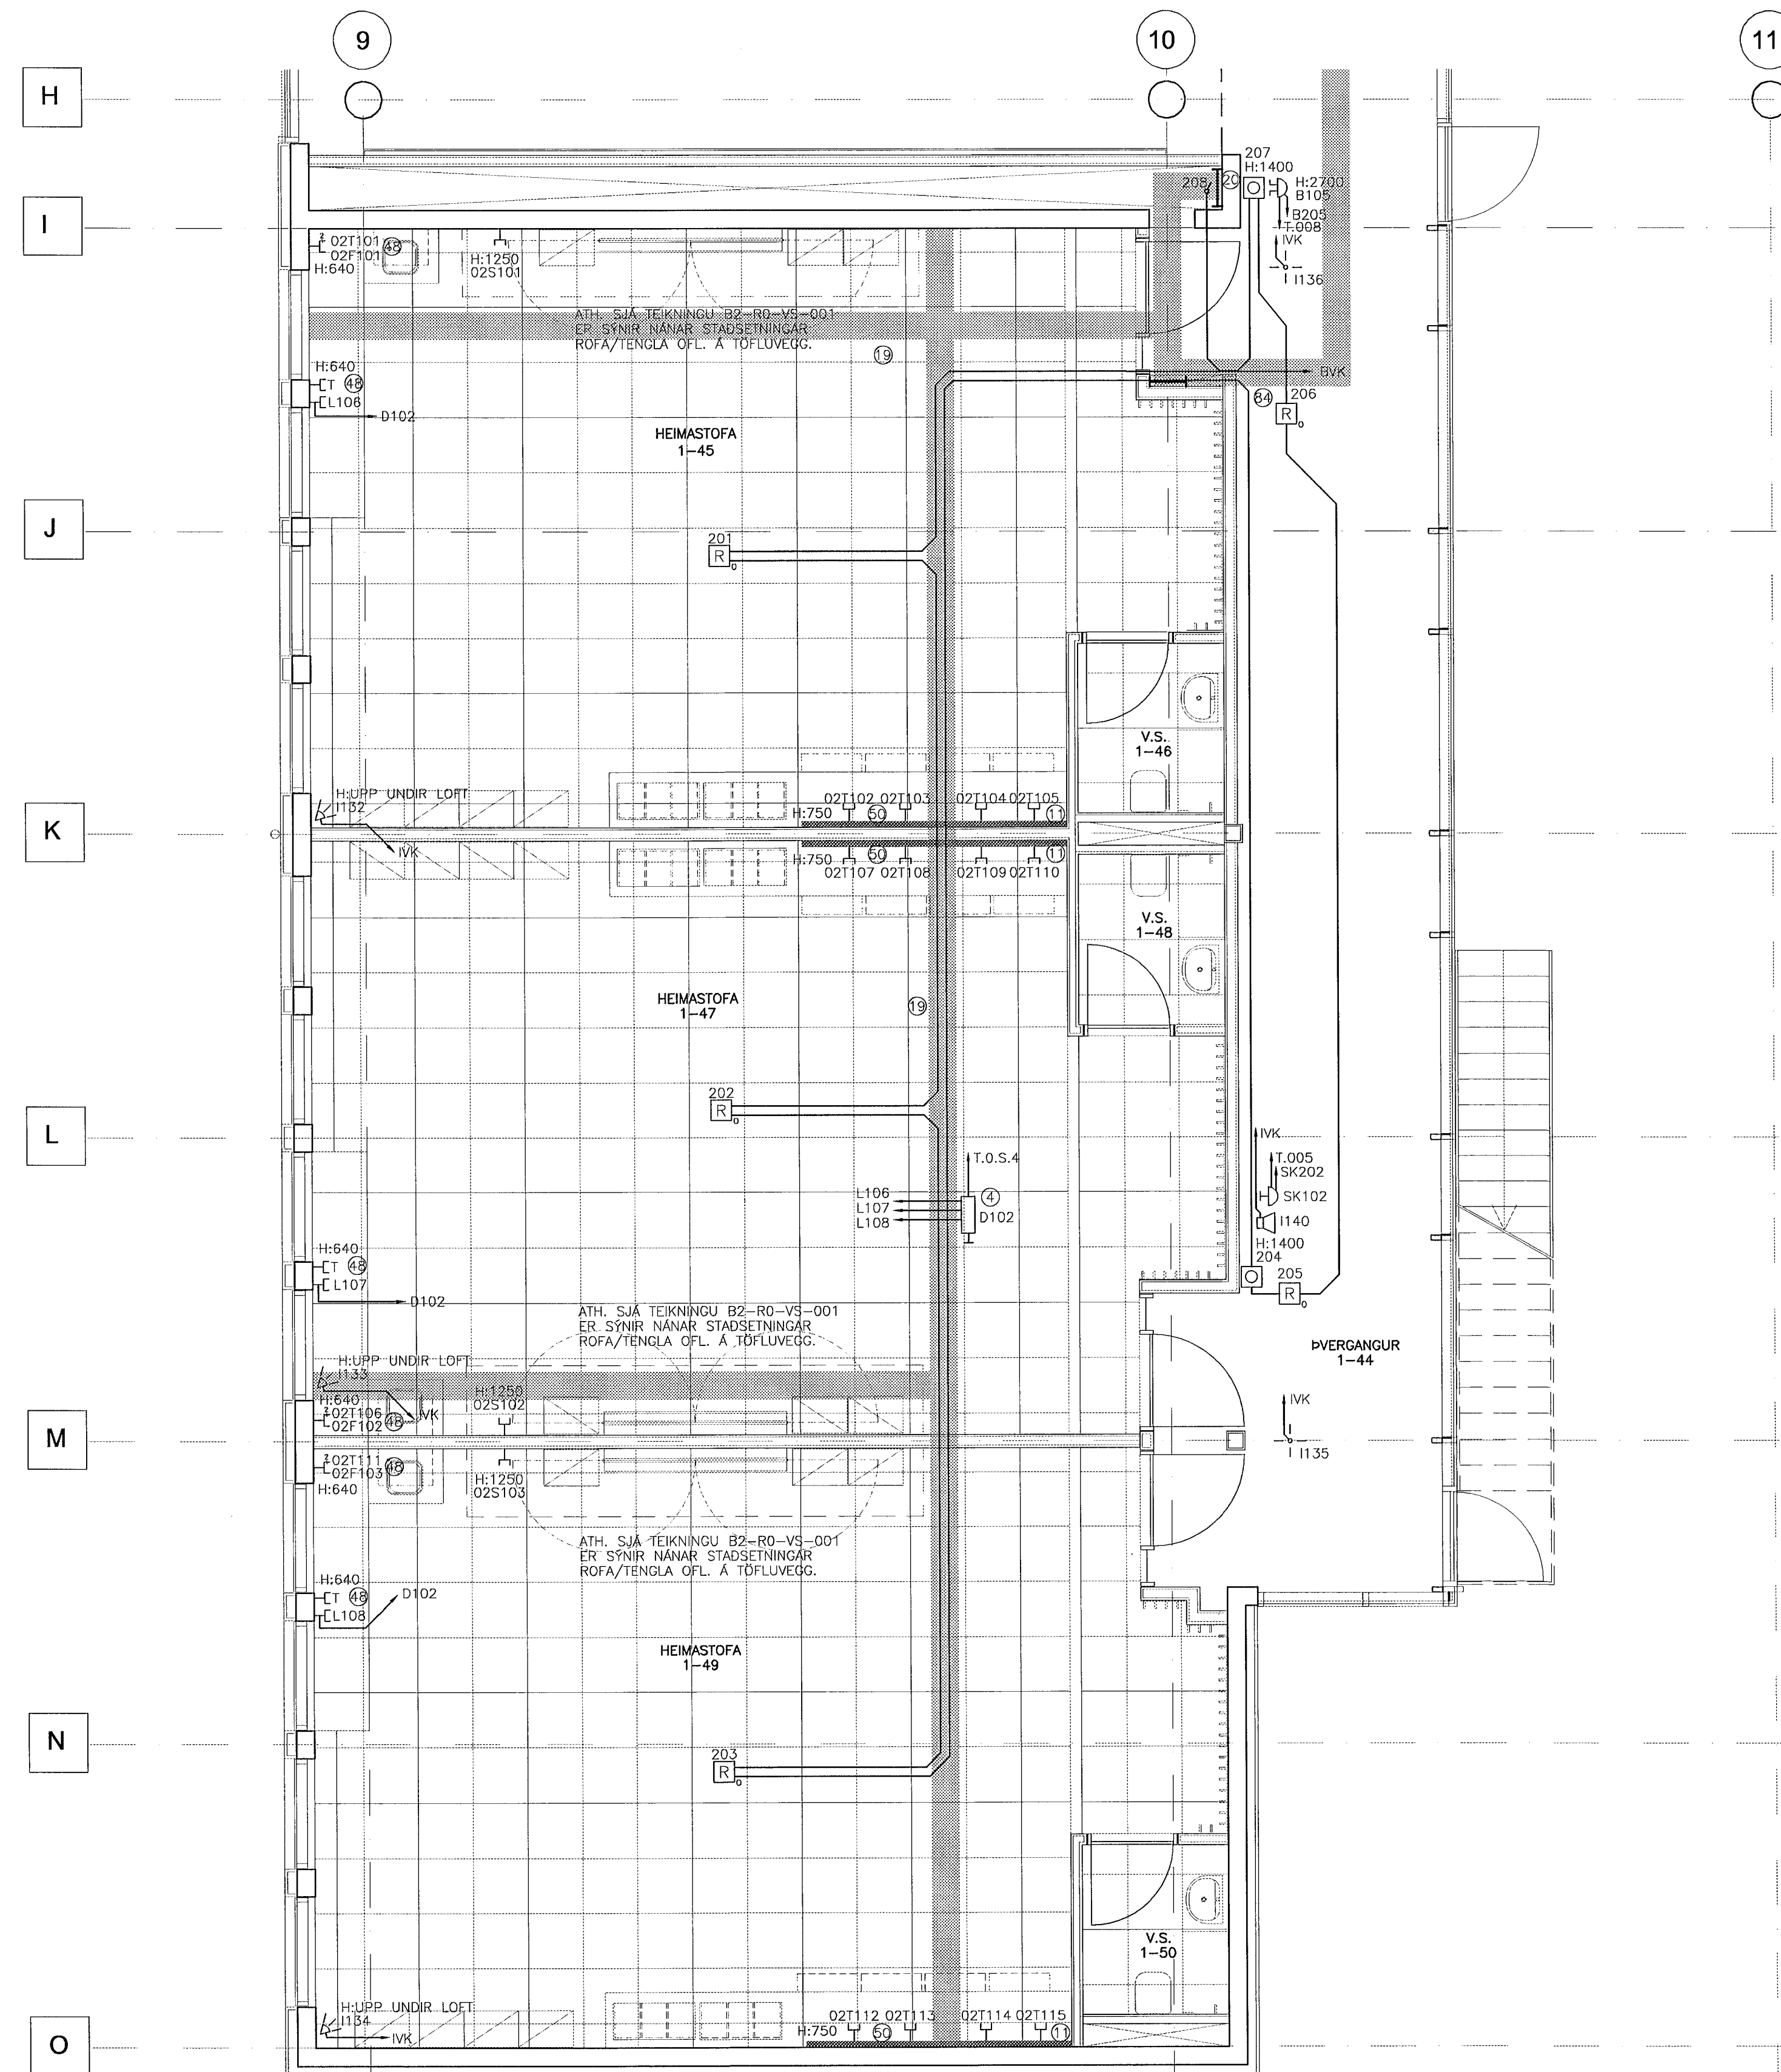 9
10
11
H
207
H:1400
208
20
H:2700
B105
B205
T.008
IVK
I136
I
2
02T101
02F101
48
H:640
H:1250
02S101
ATH. SJÁ TEIKNINGU B2-R0-VS-001
ER SÝNIR NÁNAR STAÐSETNINGAR
ROFA/TENGLA OFL. Á TÖFLUVEGG.
19
BVK
H:640
T
48
L106
D102
84
206
R
O
HEIMASTOFA
1-45
J
201
R
O
V.S.
1-46
H:UPP UNDIR LOFT
I132
IVK
02T102
02T103
02T104
02T105
H:750
50
11
K
H:750
50
11
02T107
02T108
02T109
02T110
V.S.
1-48
HEIMASTOFA
1-47
19
202
R
O
L
T.O.S.4
L106
L107
L108
4
D102
IVK
T.005
SK202
SK102
I140
H:1400
204
205
R
O
H:640
T
48
L107
D102
ATH. SJÁ TEIKNINGU B2-R0-VS-001
ER SÝNIR NÁNAR STAÐSETNINGAR
ROFA/TENGLA OFL. Á TÖFLUVEGG.
ÞVERGANGUR
1-44
H:UPP UNDIR LOFT
I133
IVK
H:640
2
02T106
02F102
48
H:1250
02S102
IVK
I135
M
2
02T111
02F103
48
H:640
H:1250
02S103
ATH. SJÁ TEIKNINGU B2-R0-VS-001
ER SÝNIR NÁNAR STAÐSETNINGAR
ROFA/TENGLA OFL. Á TÖFLUVEGG.
H:640
T
48
L108
D102
HEIMASTOFA
1-49
N
203
R
O
V.S.
1-50
H:UPP UNDIR LOFT
I134
IVK
02T112
02T113
02T114
02T115
H:750
50
11
O